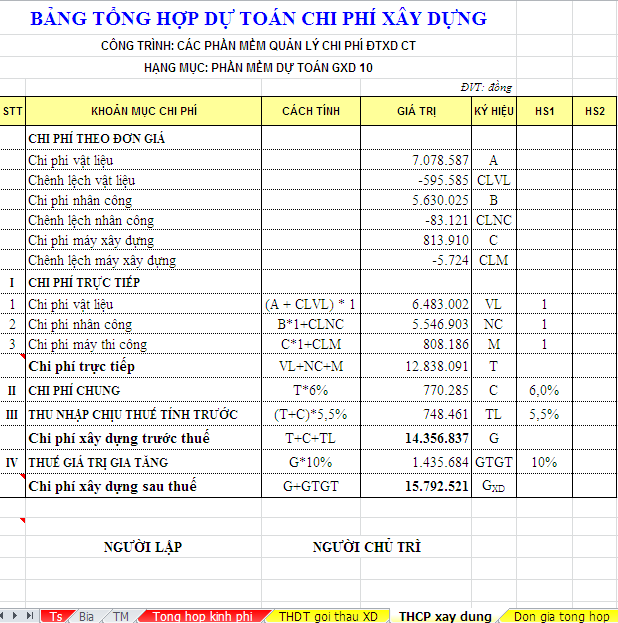 BẢNG TỔNG HỢP DỰ TOÁN CHI PHÍ XÂY DỰNG
CÔNG TRÌNH: CÁC PHẦN MỀM QUẢN LÝ CHI PHÍ ĐTXD CT
HẠNG MỤC: PHẦN MỀM DỰ TOÁN GXD 10
ĐVT: đồng
STT KHOẢN MỤC CHI PHÍ CÁCH TÍNH GIÁ TRỊ KÝ HIỆU HS1 HS2
CHI PHÍ THEO ĐƠN GIÁ
Chi phí vật liệu 7.078.587 A
Chênh lệch vật liệu -595.585 CLVL
Chi phí nhân công 5.630.025 B
Chênh lệch nhân công -83.121 CLNC
Chi phí máy xây dựng 813.910 C
Chênh lệch máy xây dựng -5.724 CLM
I CHI PHÍ TRỰC TIẾP
1 Chi phí vật liệu (A + CLVL) * 1 6.483.002 VL 1
2 Chi phí nhân công B*1+CLNC 5.546.903 NC 1
3 Chi phí máy thi công C*1+CLM 808.186 M 1
Chi phí trực tiếp VL+NC+M 12.838.091 T
II CHI PHÍ CHUNG T*6% 770.285 C 6,0%
III THU NHẬP CHỊU THUẾ TÍNH TRƯỚC (T+C)*5,5% 748.461 TL 5,5%
Chi phí xây dựng trước thuế T+C+TL 14.356.837 G
IV THUẾ GIÁ TRỊ GIA TĂNG G*10% 1.435.684 GTGT 10%
Chi phí xây dựng sau thuế G+GTGT 15.792.521 GXD
NGƯỜI LẬP NGƯỜI CHỦ TRÌ
Ts Bia TM Tong hop kinh phi THDT goi thau XD THCP xay dung Don gia tong hop